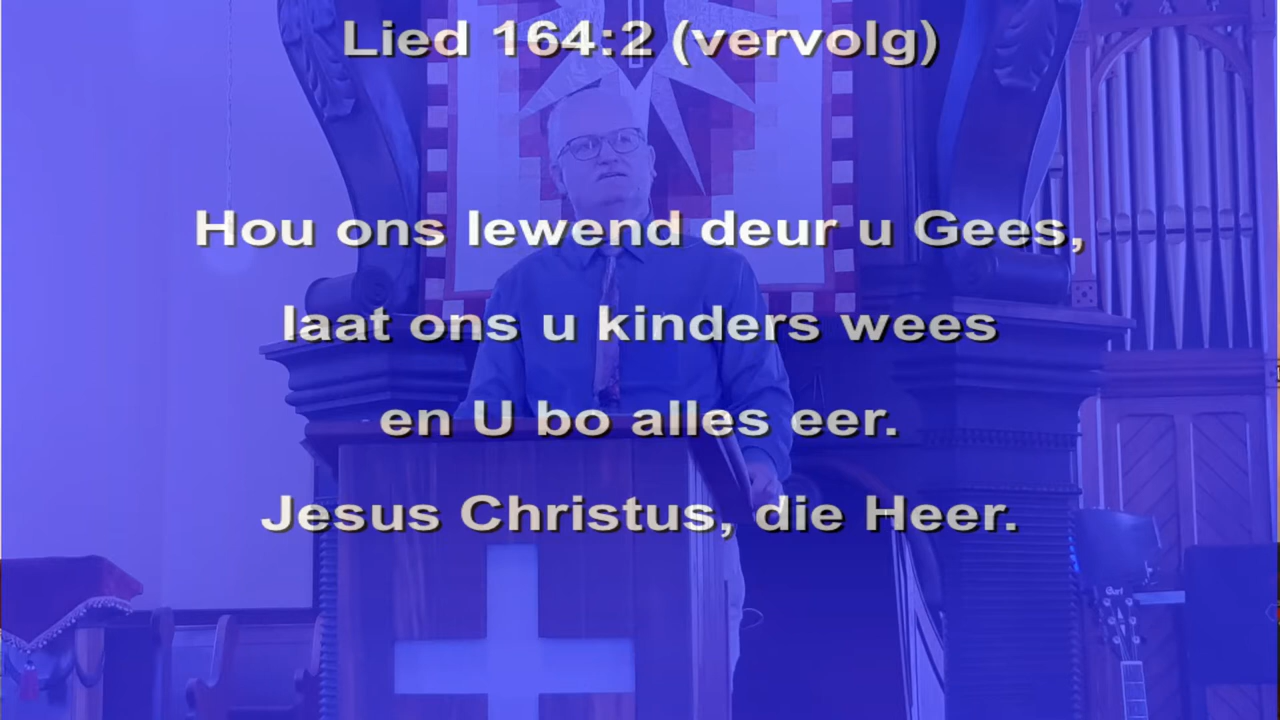 Lied 164:2 (vervolg)
Hou ons lewend deur u Gees,
laat ons u kinders wees
en U bo alles eer.
Jesus Christus, die Heer.